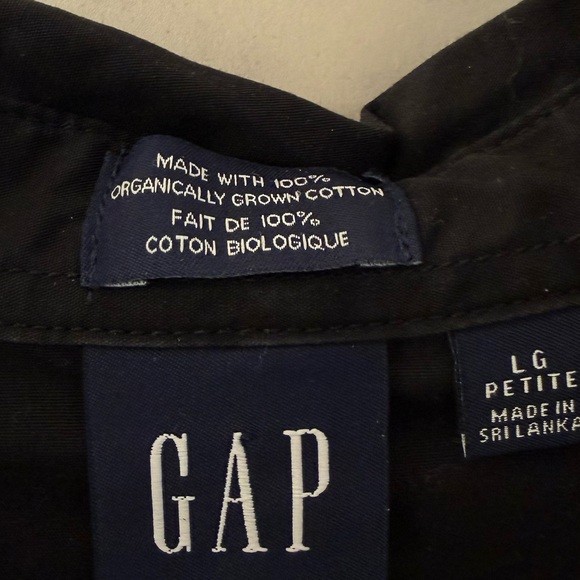 MADE WITH 100%
ORGANICALLY GROWN COTTON
FAIT DE 100%
COTON BIOLOGIQUE
GAP
LG
PETITE
MADE IN
SRI LANKA